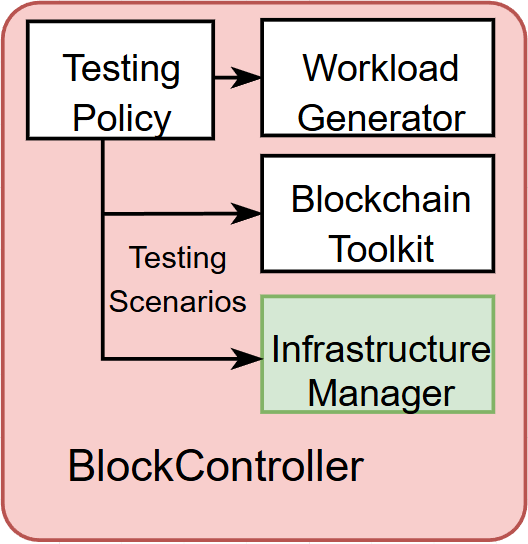 Testing
Policy
Workload
Generator
Blockchain
Toolkit
Testing
Scenarios
Infrastructure
Manager
BlockController